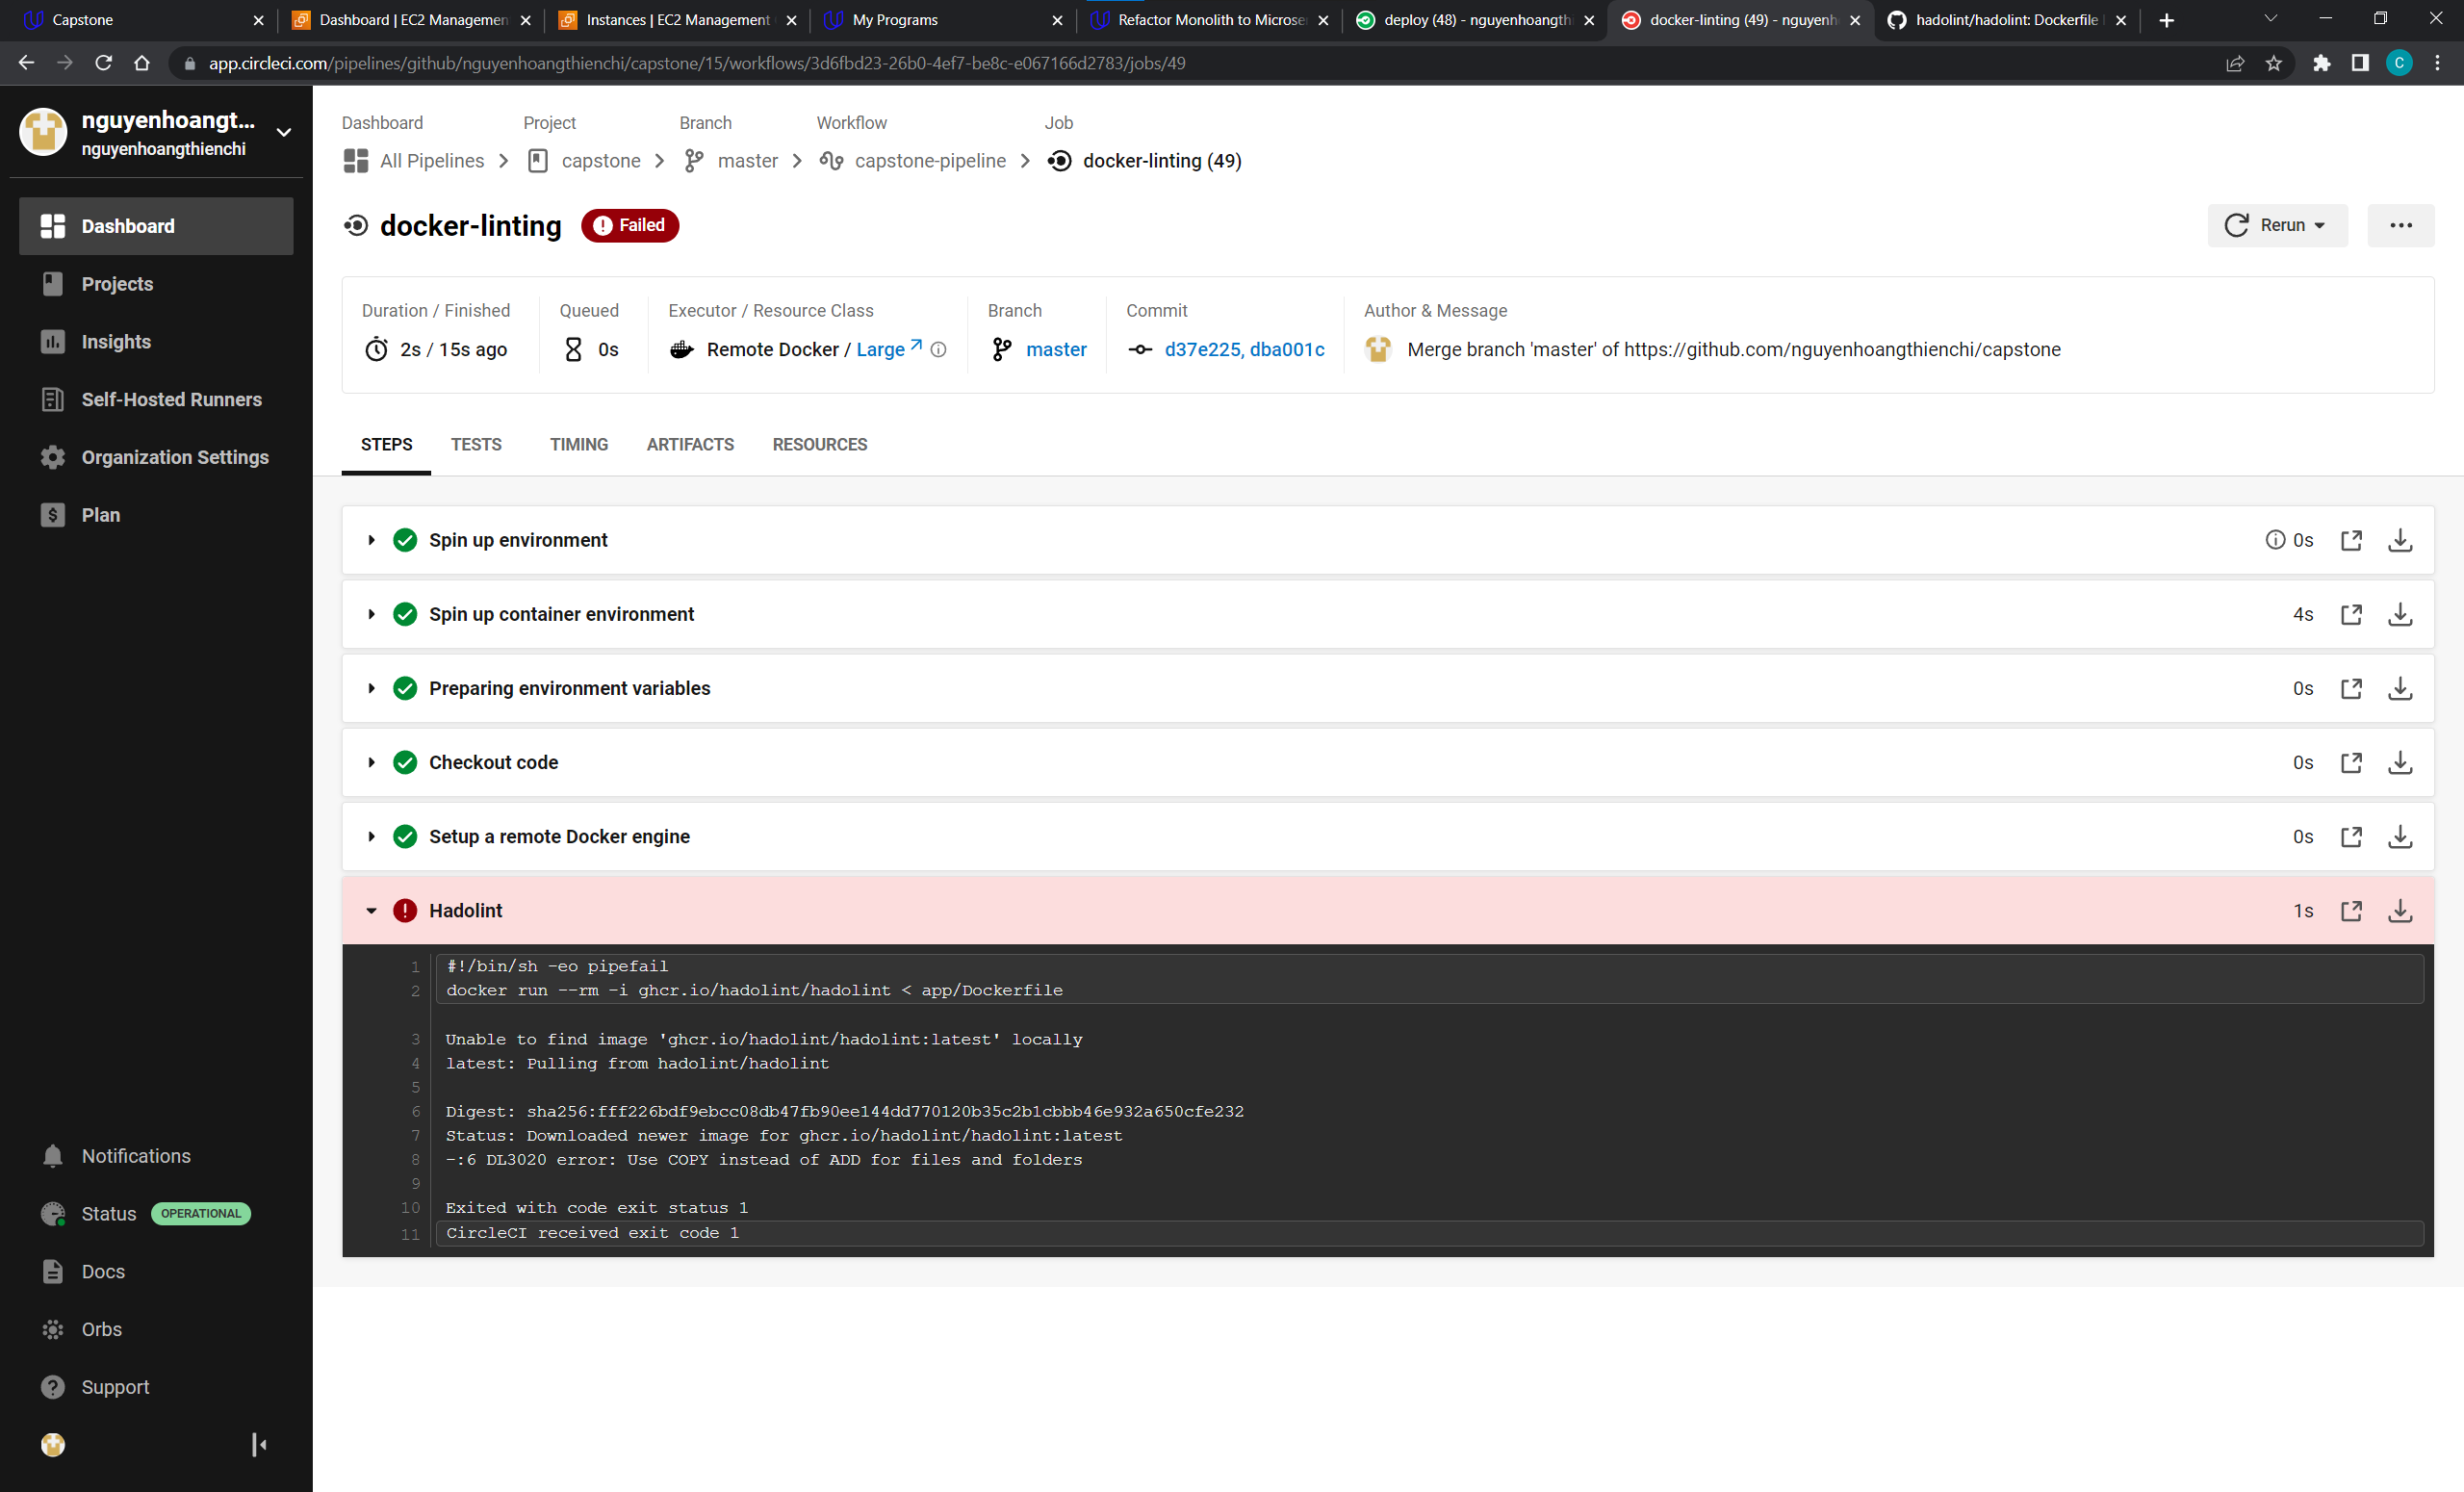 Capstone
Dashboard | EC2 Managemen
Instances | EC2 Management
My Programs
Refactor Monolith to Microse
deploy (48) - nguyenhoangth
docker-linting (49) - nguyenh
hadolint/hadolint: Dockerfile
app.circleci.com/pipelines/github/nguyenhoangthienchi/capstone/15/workflows/3d6fbd23-26b0-4ef7-be8c-e067166d2783/jobs/49
C
nguyenhoangt...
nguyenhoangthienchi
Dashboard
Projects
Insights
Self-Hosted Runners
Organization Settings
Plan
Notifications
Status OPERATIONAL
Docs
Orbs
Support
Dashboard Project Branch Workflow Job
All Pipelines capstone master capstone-pipeline docker-linting (49)
docker-linting Failed
Rerun
Duration / Finished Queued Executor / Resource Class Branch Commit Author & Message
2s / 15s ago 0s Remote Docker / Large master d37e225, dba001c Merge branch 'master' of https://github.com/nguyenhoangthienchi/capstone
STEPS TESTS TIMING ARTIFACTS RESOURCES
Spin up environment 0s
Spin up container environment 4s
Preparing environment variables 0s
Checkout code 0s
Setup a remote Docker engine 0s
Hadolint 1s
1 #!/bin/sh -eo pipefail
2 docker run --rm -i ghcr.io/hadolint/hadolint < app/Dockerfile
3 Unable to find image 'ghcr.io/hadolint/hadolint:latest' locally
4 latest: Pulling from hadolint/hadolint
5
6 Digest: sha256:fff226bdf9ebcc08db47fb90ee144dd770120b35c2b1cbbb46e932a650cfe232
7 Status: Downloaded newer image for ghcr.io/hadolint/hadolint:latest
8 -:6 DL3020 error: Use COPY instead of ADD for files and folders
9
10 Exited with code exit status 1
11 CircleCI received exit code 1